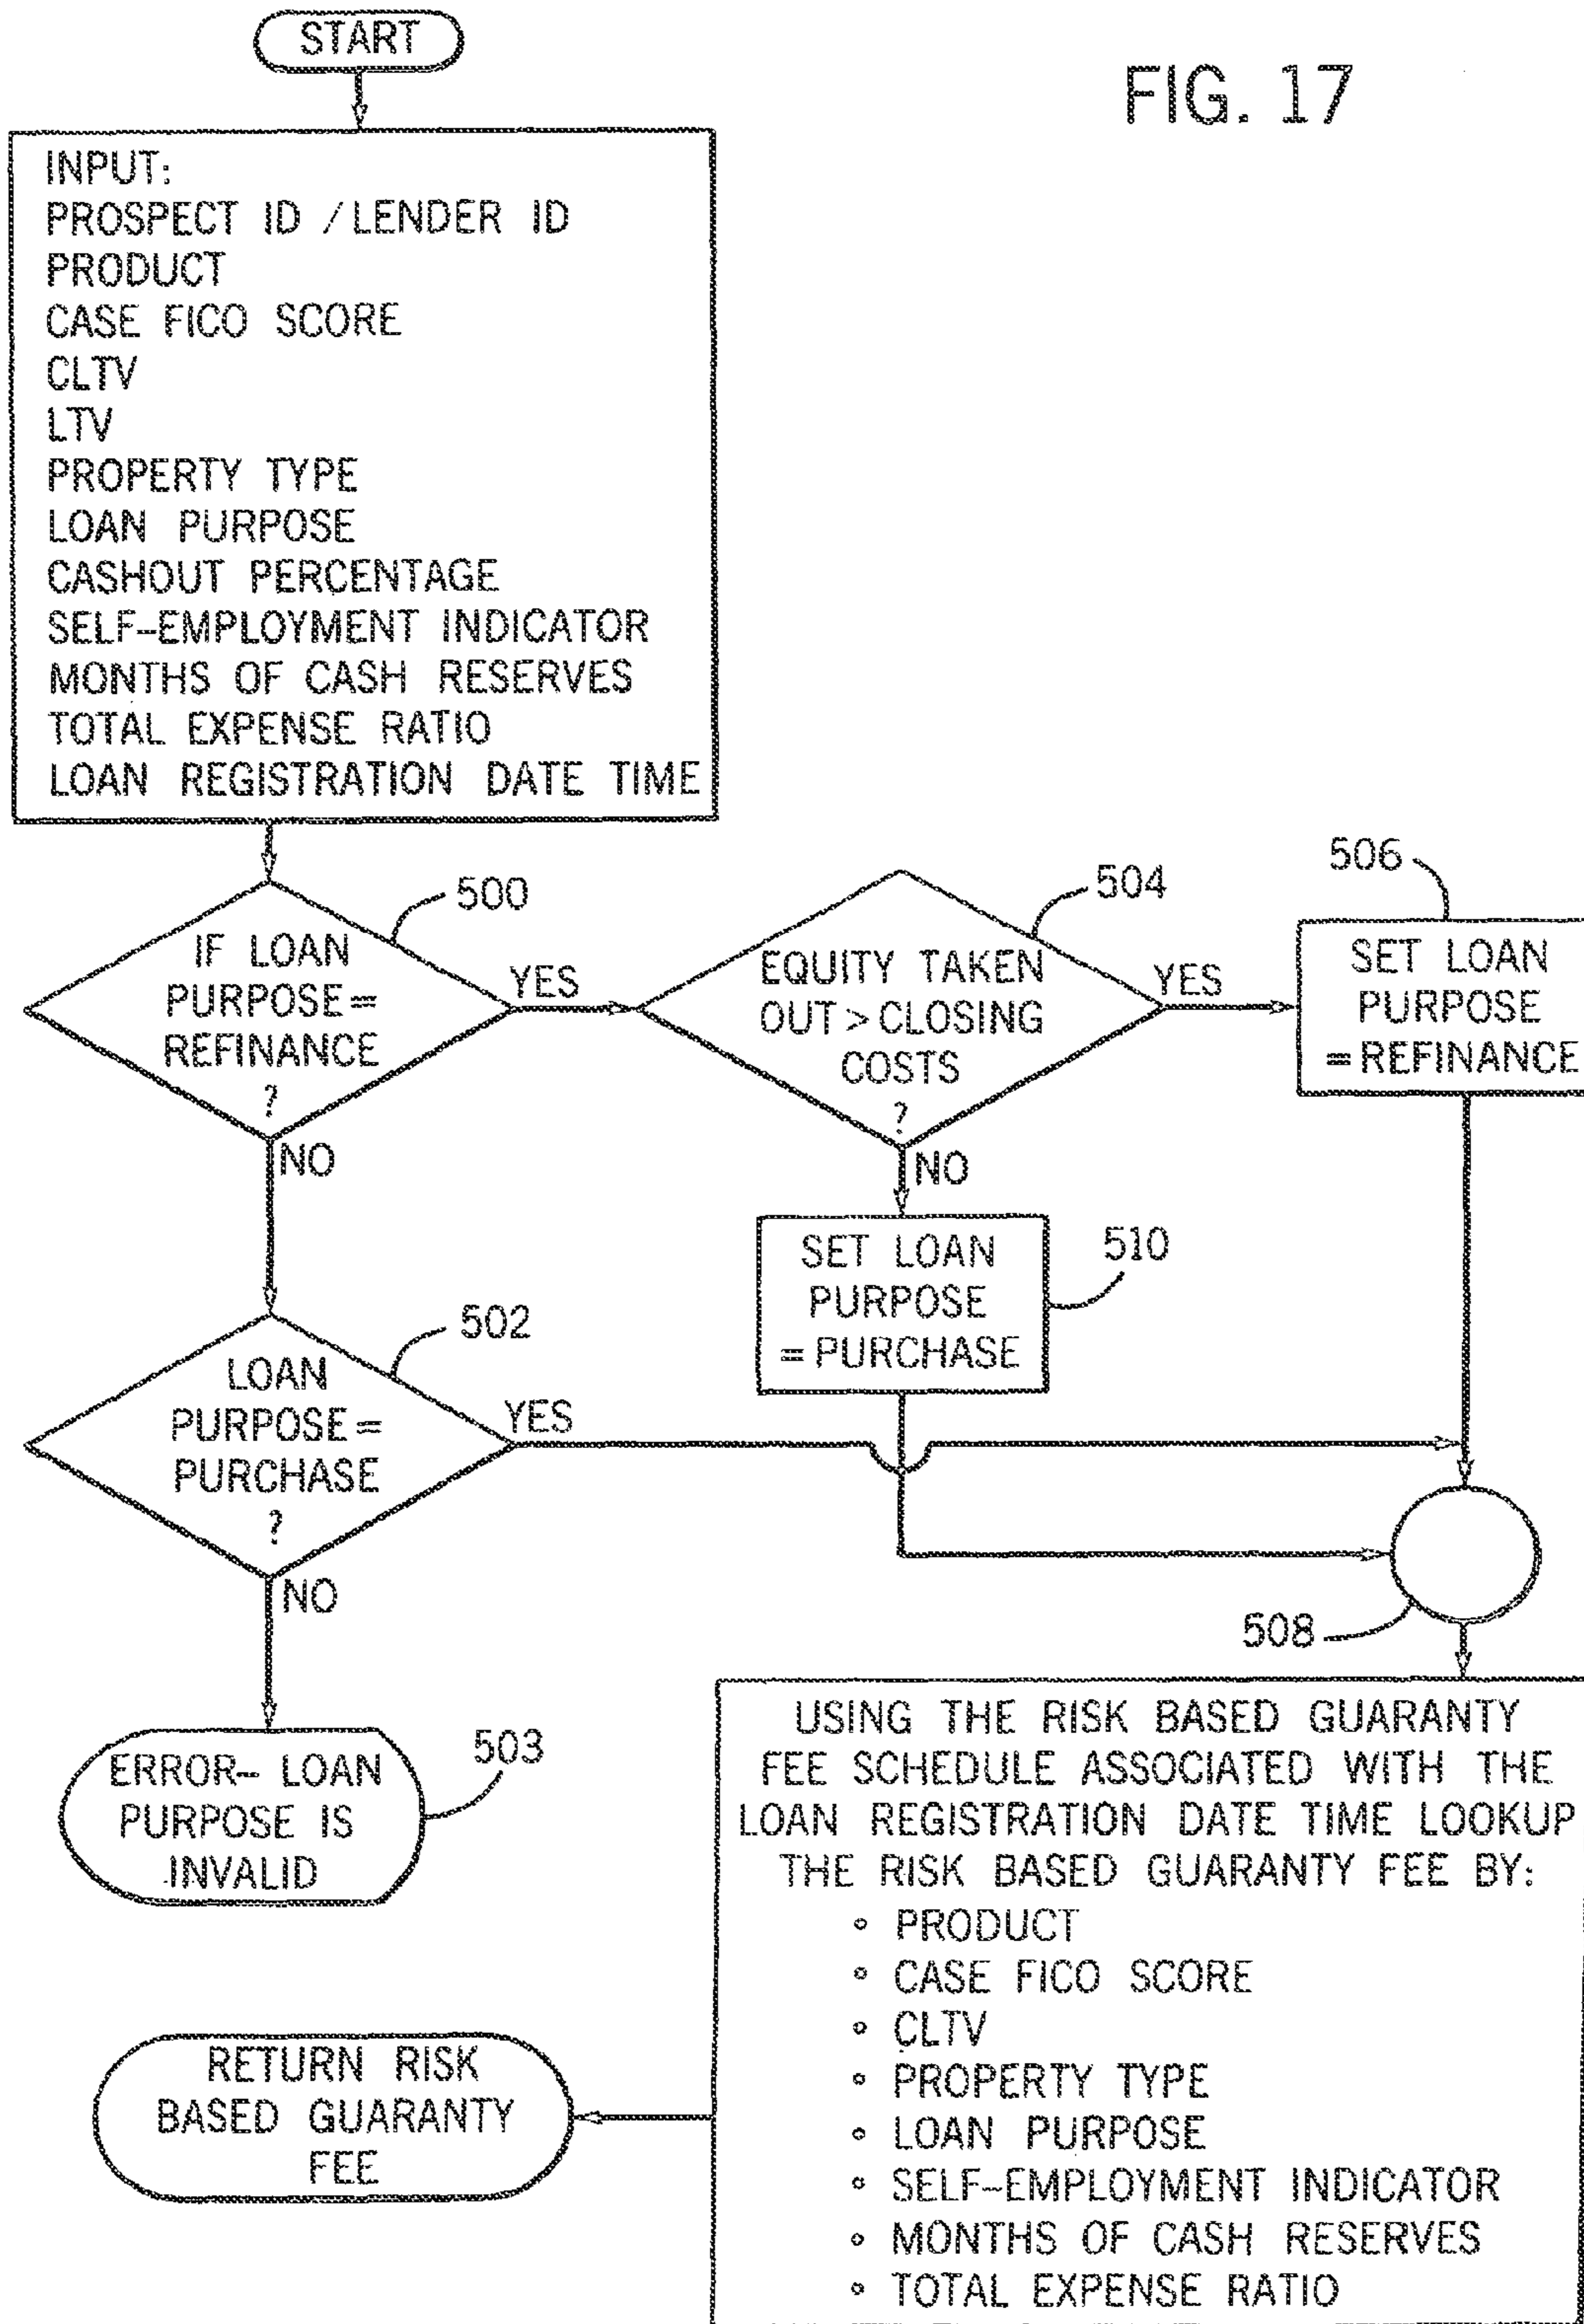 START
FIG. 17
INPUT:
PROSPECT ID / LENDER ID
PRODUCT
CASE FICO SCORE
CLTV
LTV
PROPERTY TYPE
LOAN PURPOSE
CASHOUT PERCENTAGE
SELF-EMPLOYMENT INDICATOR
MONTHS OF CASH RESERVES
TOTAL EXPENSE RATIO
LOAN REGISTRATION DATE TIME
500
IF LOAN
PURPOSE=
REFINANCE
?
YES
NO
504
EQUITY TAKEN
OUT > CLOSING
COSTS
?
YES
NO
506
SET LOAN
PURPOSE
= REFINANCE
510
SET LOAN
PURPOSE
= PURCHASE
502
LOAN
PURPOSE=
PURCHASE
?
YES
NO
508
503
ERROR- LOAN
PURPOSE IS
INVALID
USING THE RISK BASED GUARANTY
FEE SCHEDULE ASSOCIATED WITH THE
LOAN REGISTRATION DATE TIME LOOKUP
THE RISK BASED GUARANTY FEE BY:
• PRODUCT
• CASE FICO SCORE
• CLTV
• PROPERTY TYPE
• LOAN PURPOSE
• SELF-EMPLOYMENT INDICATOR
• MONTHS OF CASH RESERVES
• TOTAL EXPENSE RATIO
RETURN RISK
BASED GUARANTY
FEE